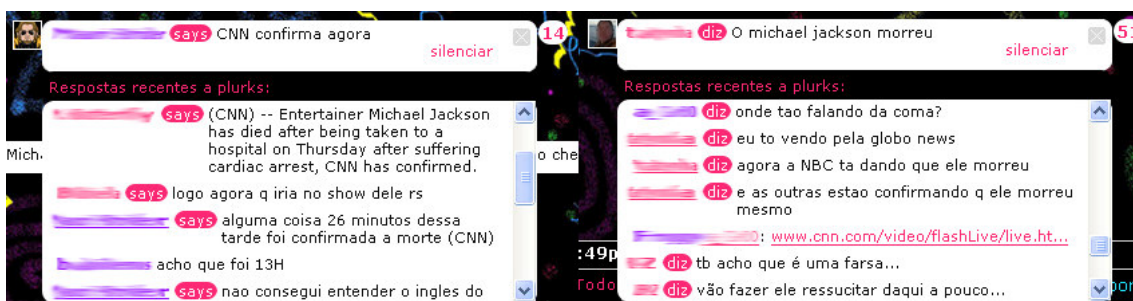 says CNN confirma agora
14
silenciar
Respostas recentes a plurks:
says (CNN) -- Entertainer Michael Jackson
has died after being taken to a
hospital on Thursday after suffering
cardiac arrest, CNN has confirmed.
says logo agora q iria no show dele rs
says alguma coisa 26 minutos dessa
tarde foi confirmada a morte (CNN)
acho que foi 13H
says nao consegui entender o ingles do
Mich
o che
diz O michael jackson morreu
51
silenciar
Respostas recentes a plurks:
diz onde tao falando da coma?
diz eu to vendo pela globo news
diz agora a NBC ta dando que ele morreu
diz e as outras estao confirmando q ele morreu
mesmo
: www.cnn.com/video/flashLive/live.ht...
diz tb acho que é uma farsa...
diz vão fazer ele ressucitar daqui a pouco...
:49p
Todo
por